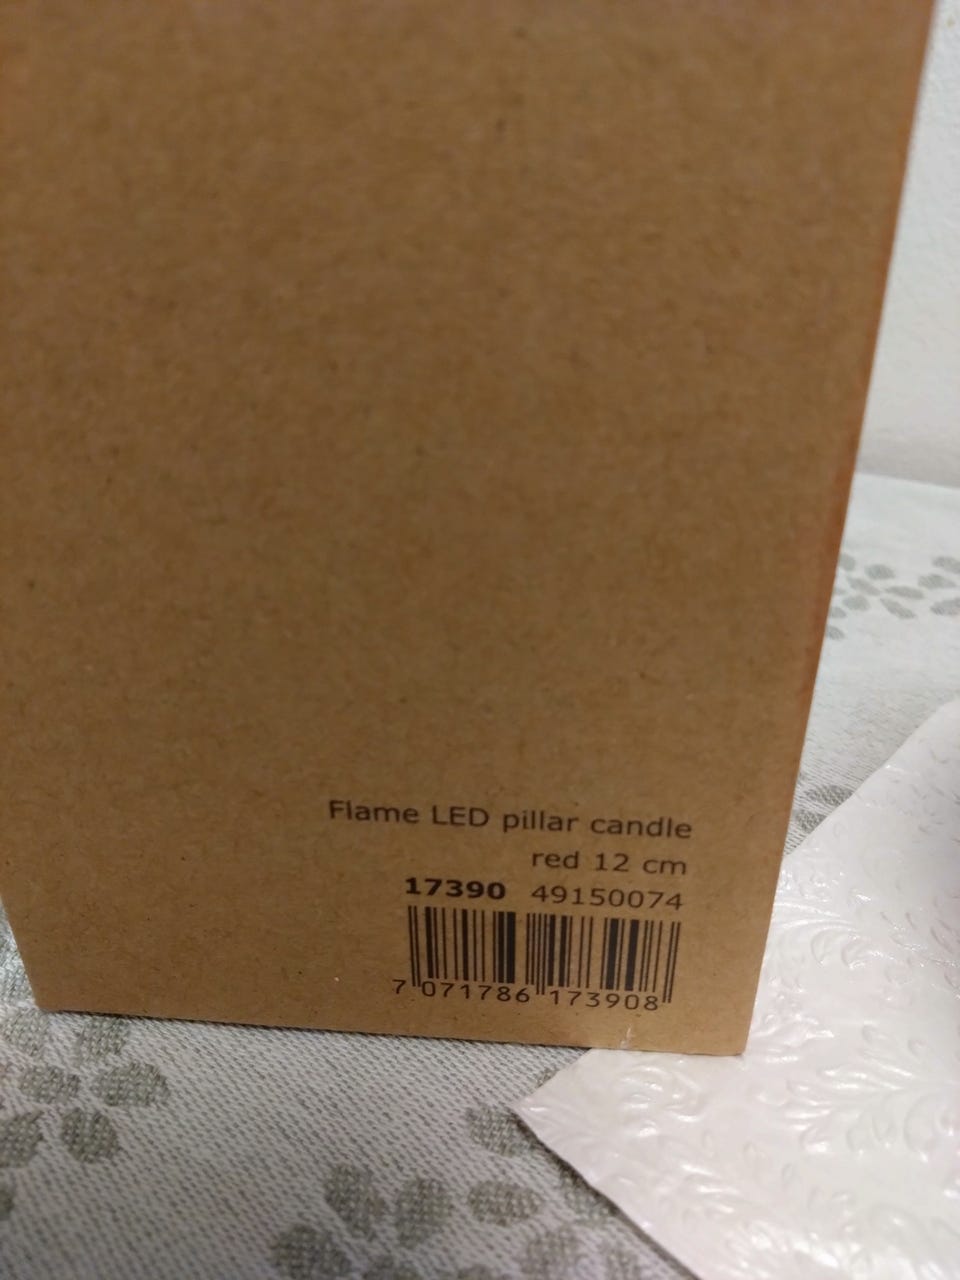 Flame LED pillar candle
red 12 cm
17390 49150074
7 071786 173908